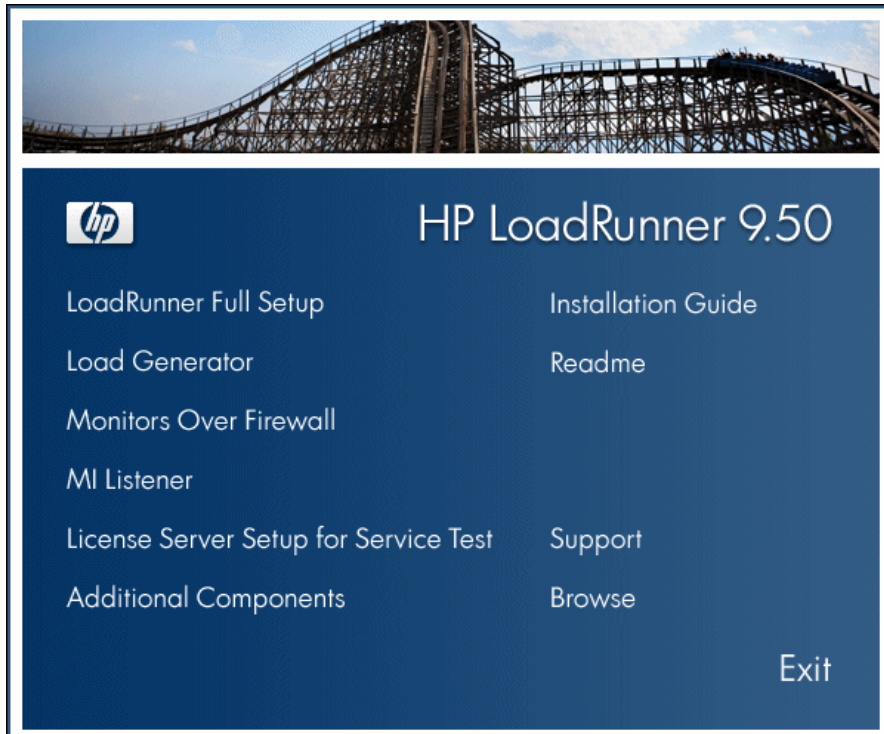 hp
HP LoadRunner 9.50
LoadRunner Full Setup
Installation Guide
Load Generator
Readme
Monitors Over Firewall
MI Listener
License Server Setup for Service Test
Support
Additional Components
Browse
Exit